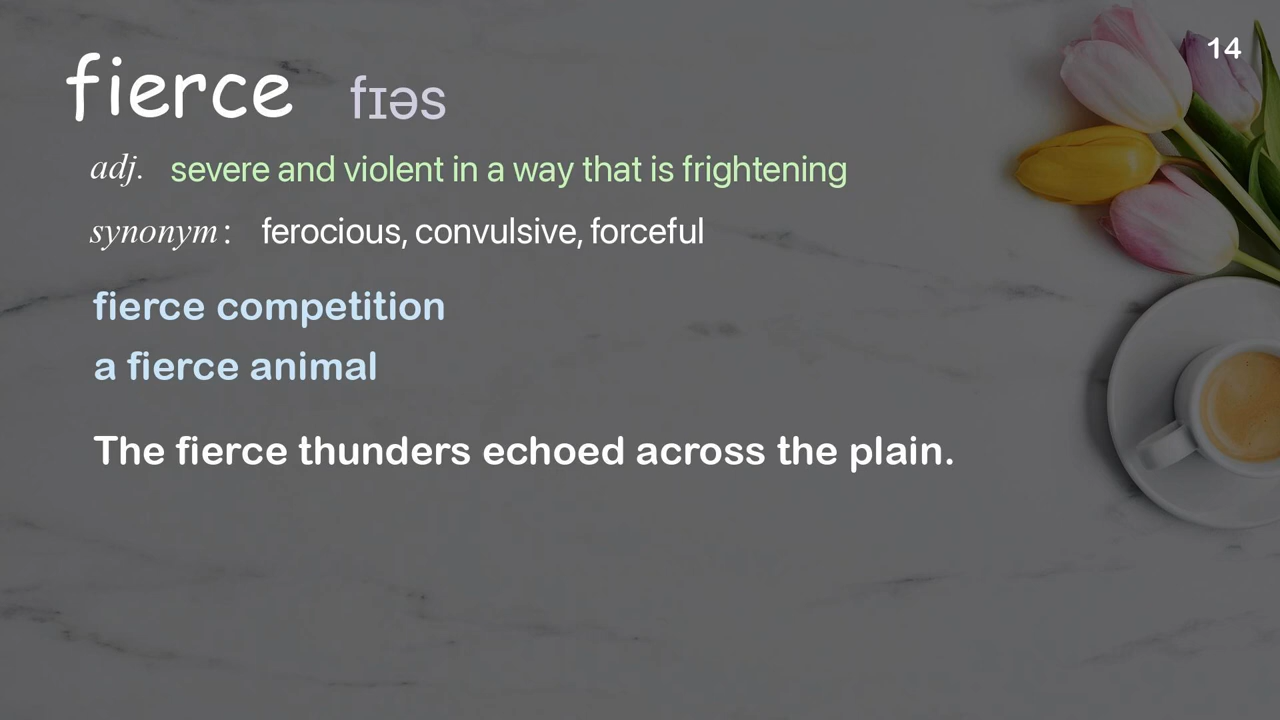 14
fierce fɪəs
adj. severe and violent in a way that is frightening
synonym: ferocious, convulsive, forceful
fierce competition
a fierce animal
The fierce thunders echoed across the plain.